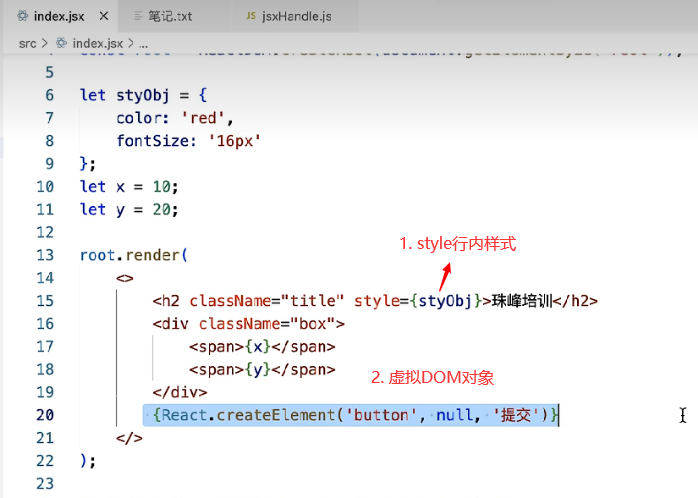 index.jsx × 笔记.txt JS jsxHandle.js
src > index.jsx > ...
5
6 let styObj = {
7 color: 'red',
8 fontSize: '16px'
9 };
10 let x = 10;
11 let y = 20;
12
1. style行内样式
13 root.render(
14 <>
15 <h2 className="title" style={styObj}>珠峰培训</h2>
16 <div className="box">
17 <span>{x}</span>
18 <span>{y}</span>
2. 虚拟DOM对象
19 </div>
20 {React.createElement('button', null, '提交')}
21 </>
22 );
23